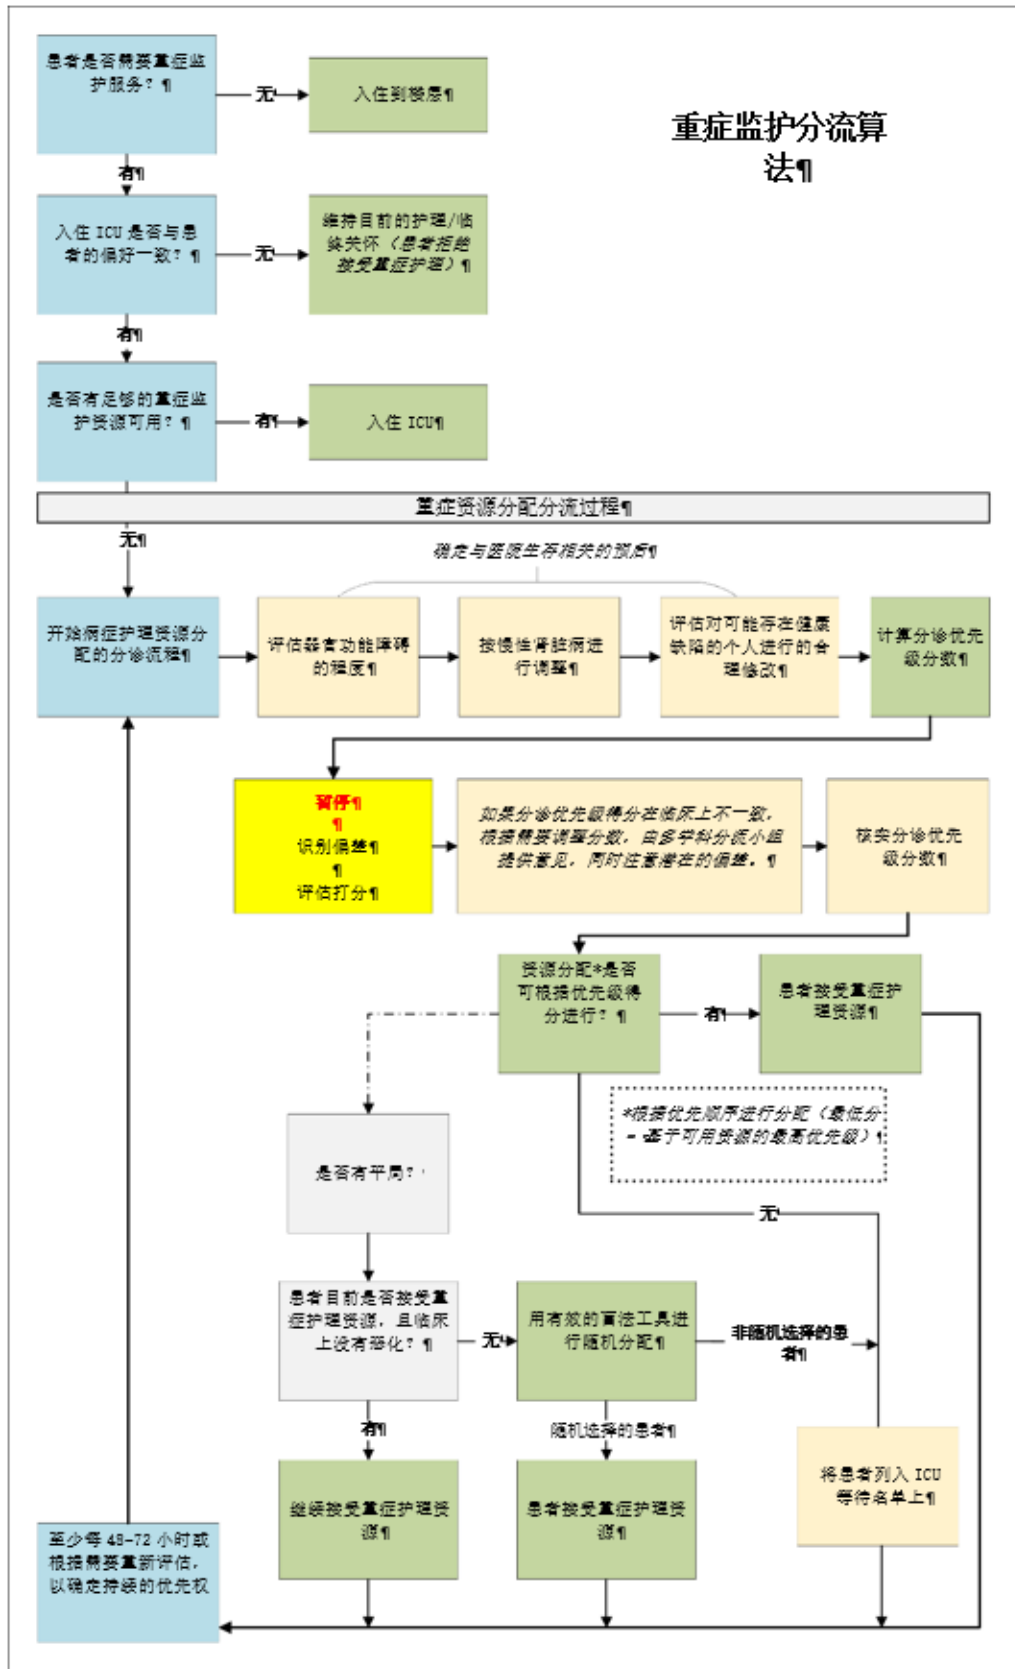 重症监护分流算
法¶
患者是否需要重症监
护服务？¶
无¶
入住到楼层¶
有¶
入住 ICU 是否与患
者的偏好一致？¶
无¶
维持目前的护理/临
终关怀（患者拒绝
接受重症护理）¶
有¶
是否有足够的重症监
护资源可用？¶
有¶
入住 ICU¶
重症资源分配分流过程¶
无¶
确定与医院生存相关的预后¶
开始病症护理资源分
配的分诊流程¶
评估器官功能障碍
的程度¶
按慢性肾脏病进
行调整¶
评估对可能存在健康
缺陷的个人进行的合
理修改¶
计算分诊优先
级分数¶
暂停¶
¶
识别偏差¶
¶
评估打分¶
如果分诊优先级得分在临床上不一致，
根据需要调整分数，由多学科分流小组
提供意见，同时注意潜在的偏差。¶
核实分诊优先
级分数¶
资源分配*是否
可根据优先级得
分进行？¶
有¶
患者接受重症护
理资源¶
*根据优先顺序进行分配（最低分
= 基于可用资源的最高优先级）¶
是否有平局？
无¶
患者目前是否接受重
症护理资源，且临床
上没有恶化？¶
无¶
用有效的盲法工具进
行随机分配¶
非随机选择的患
者¶
有¶
随机选择的患者¶
继续接受重症护理资
源¶
患者接受重症护理资
源¶
将患者列入 ICU
等待名单上¶
至少每 48-72 小时或
根据需要重新评估，
以确定持续的优先权